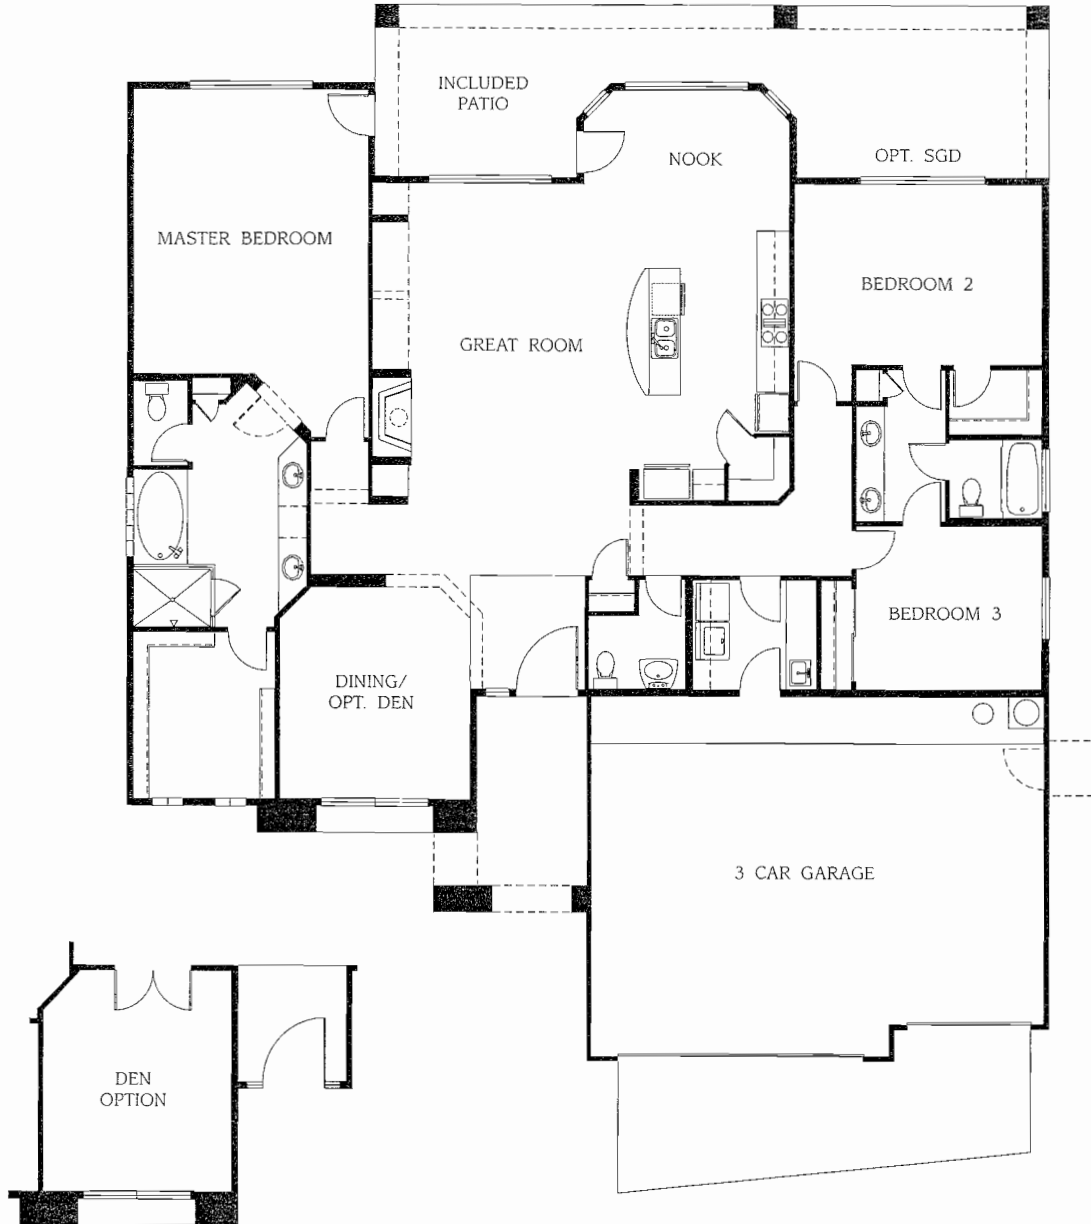 INCLUDED
PATIO
NOOK
OPT. SGD
MASTER BEDROOM
BEDROOM 2
GREAT ROOM
BEDROOM 3
DINING/
OPT. DEN
3 CAR GARAGE
DEN
OPTION